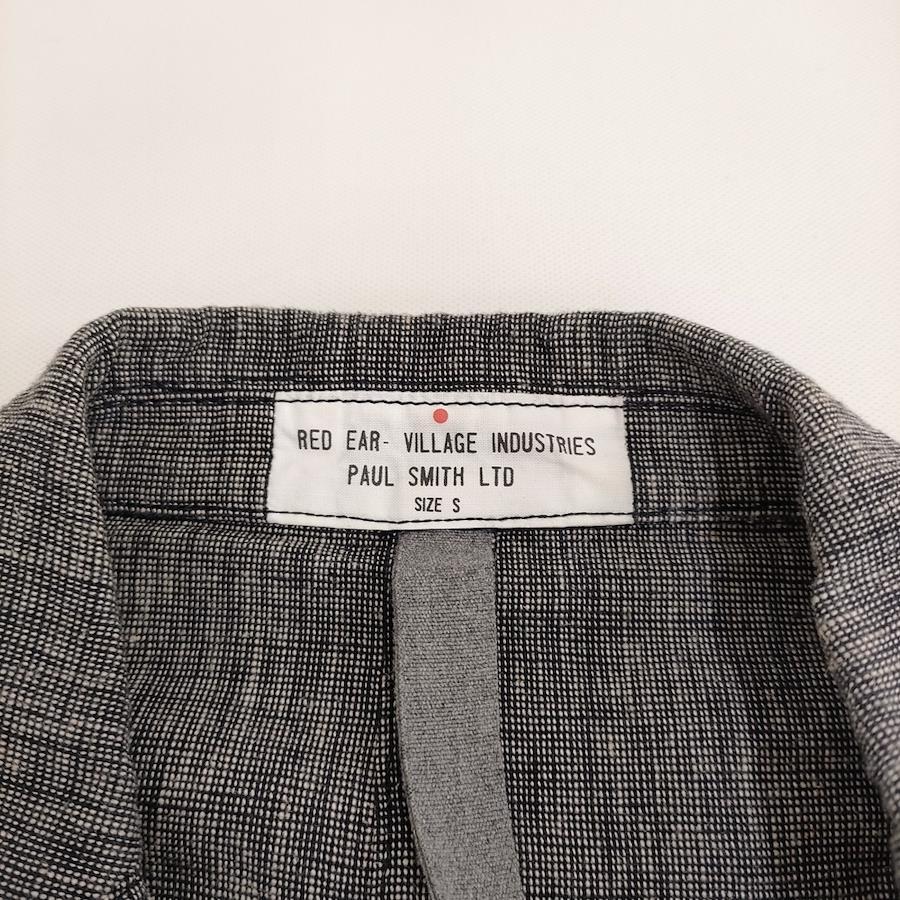 RED EAR- VILLAGE INDUSTRIES
PAUL SMITH LTD
SIZE S